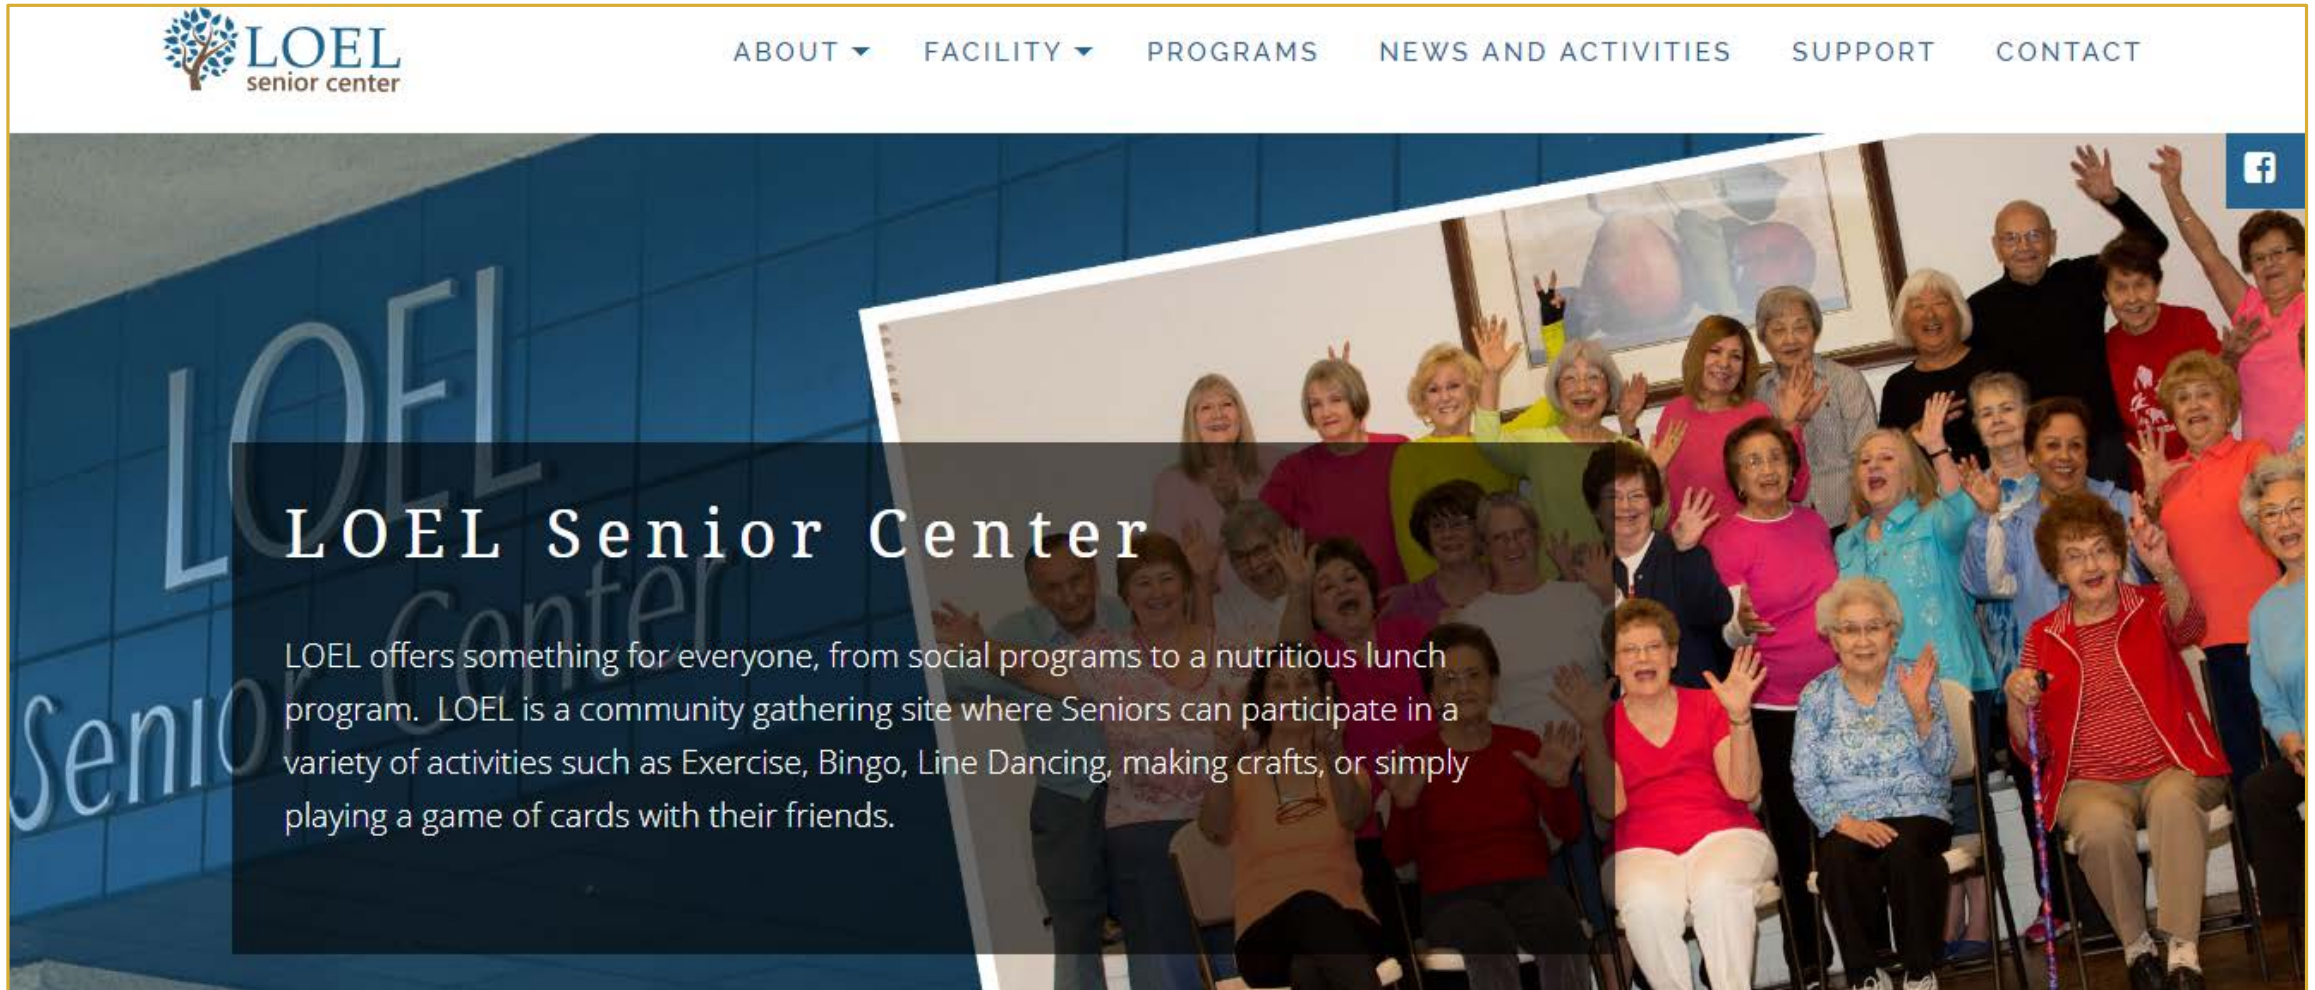 LOEL
senior center
ABOUT
FACILITY
PROGRAMS
NEWS AND ACTIVITIES
SUPPORT
CONTACT
LOEL
Senior Center
LOEL Senior Center
LOEL offers something for everyone, from social programs to a nutritious lunch
program.  LOEL is a community gathering site where Seniors can participate in a
variety of activities such as Exercise, Bingo, Line Dancing, making crafts, or simply
playing a game of cards with their friends.